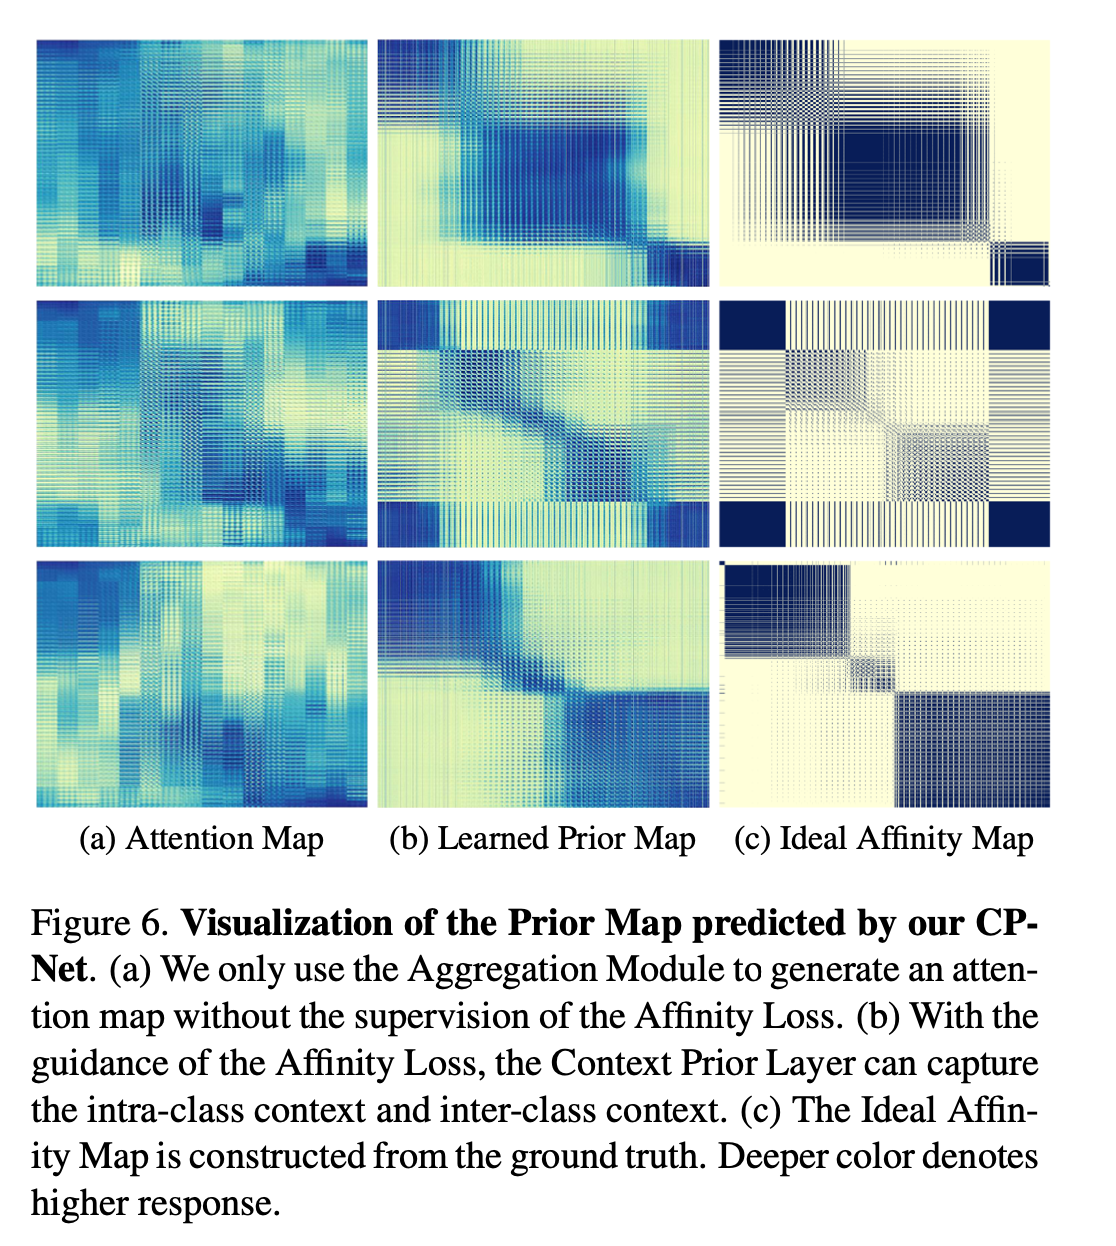 (a) Attention Map
(b) Learned Prior Map
(c) Ideal Affinity Map
Figure 6. Visualization of the Prior Map predicted by our CP-
Net. (a) We only use the Aggregation Module to generate an atten-
tion map without the supervision of the Affinity Loss. (b) With the
guidance of the Affinity Loss, the Context Prior Layer can capture
the intra-class context and inter-class context. (c) The Ideal Affin-
ity Map is constructed from the ground truth. Deeper color denotes
higher response.